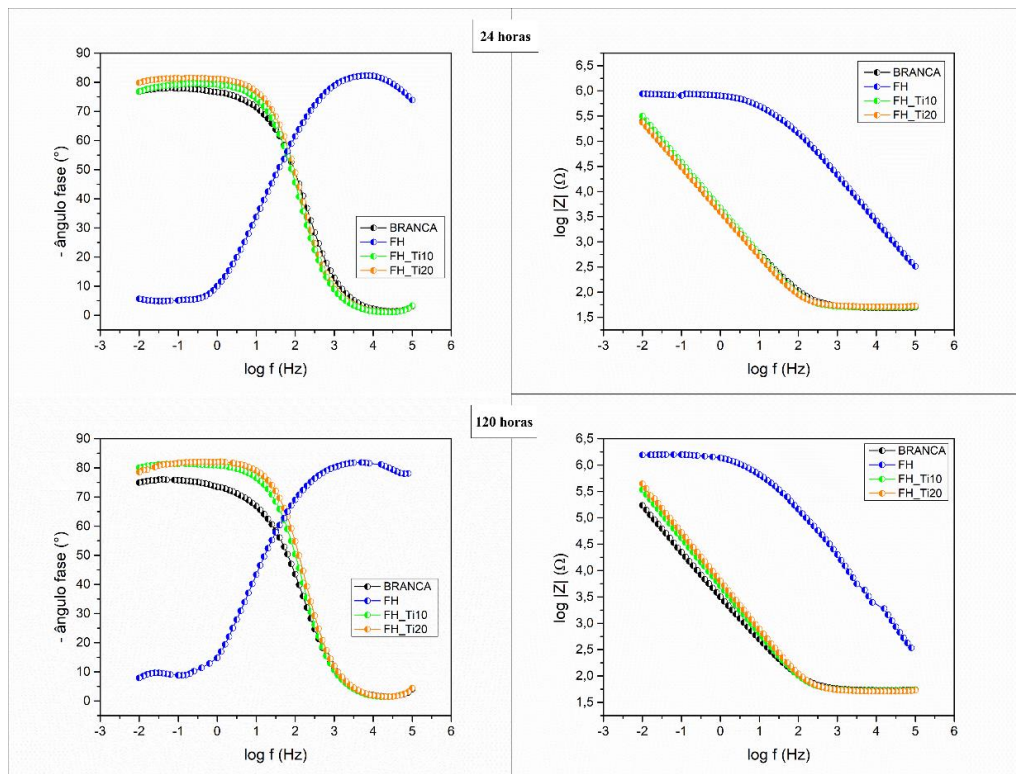 24 horas
- ângulo fase (°)
90
80
70
60
50
40
30
20
10
0
BRANCA
FH
FH_Ti10
FH_Ti20
-3 -2 -1 0 1 2 3 4 5 6
log f (Hz)
log |Z| (Ω)
6,5
6,0
5,5
5,0
4,5
4,0
3,5
3,0
2,5
2,0
1,5
BRANCA
FH
FH_Ti10
FH_Ti20
-3 -2 -1 0 1 2 3 4 5 6
log f (Hz)
120 horas
- ângulo fase (°)
90
80
70
60
50
40
30
20
10
0
BRANCA
FH
FH_Ti10
FH_Ti20
-3 -2 -1 0 1 2 3 4 5 6
log f (Hz)
log |Z| (Ω)
6,5
6,0
5,5
5,0
4,5
4,0
3,5
3,0
2,5
2,0
1,5
BRANCA
FH
FH_Ti10
FH_Ti20
-3 -2 -1 0 1 2 3 4 5 6
log f (Hz)